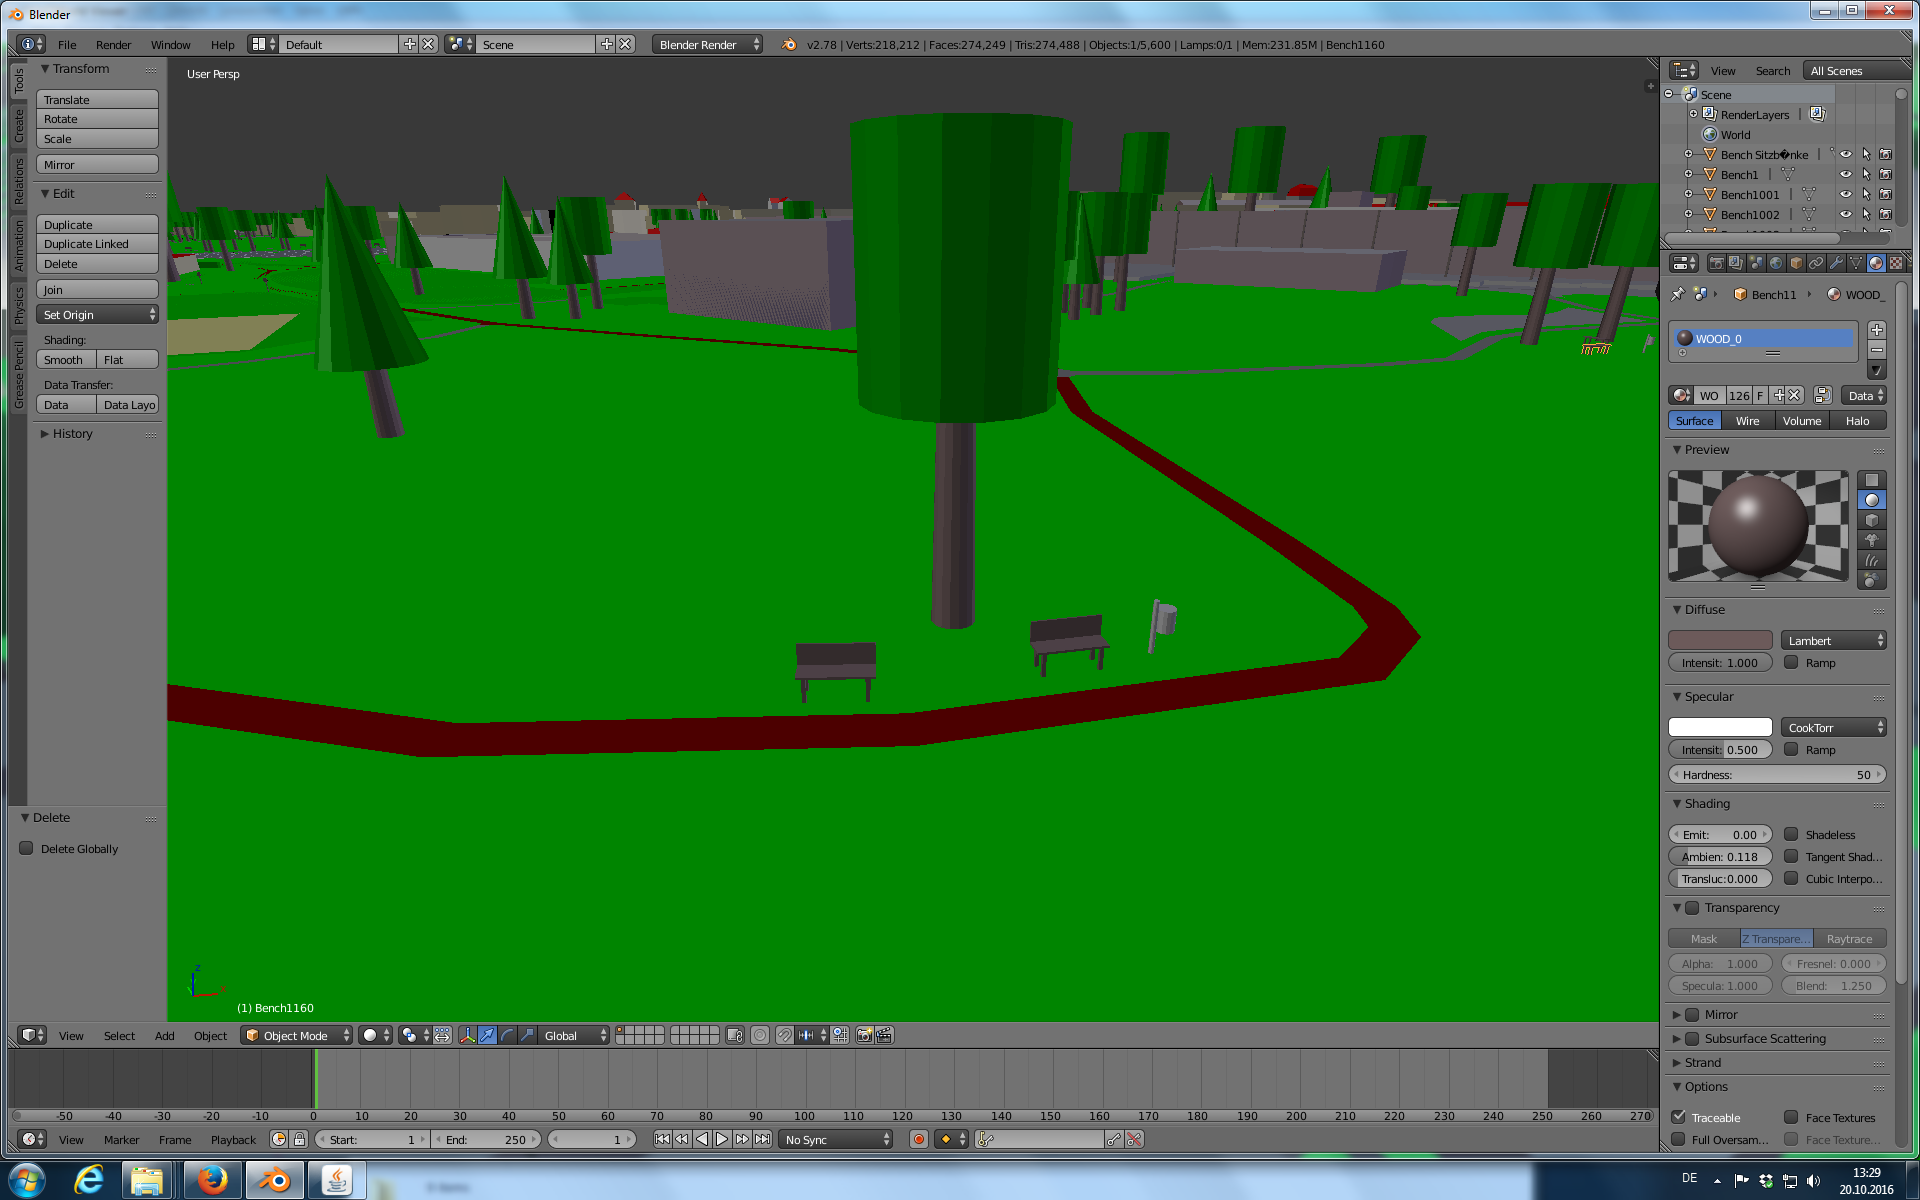 Blender
File Render Window Help Default Scene Blender Render v2.78 | Verts:218,212 | Faces:274,249 | Tris:274,488 | Objects:1/5,600 | Lamps:0/1 | Mem:231.85M | Bench1160
Tools
Create
Relations
Animation
Physics
Grease Pencil
Transform
Translate
Rotate
Scale
Mirror
Edit
Duplicate
Duplicate Linked
Delete
Join
Set Origin
Shading:
Smooth Flat
Data Transfer:
Data Data Layo
History
Delete
Delete Globally
User Persp
(1) Bench1160
View Select Add Object Object Mode Global
-50 -40 -30 -20 -10 0 10 20 30 40 50 60 70 80 90 100 110 120 130 140 150 160 170 180 190 200 210 220 230 240 250 260 270
View Marker Frame Playback Start: 1 End: 250 1 No Sync
View Search All Scenes
Scene
RenderLayers |
World
Bench Sitzb�nke |
Bench1 |
Bench1001 |
Bench1002 |
Bench11 WOOD_
WOOD_0
WO 126 F Data
Surface Wire Volume Halo
Preview
Diffuse
Lambert
Intensit: 1.000 Ramp
Specular
CookTorr
Intensit: 0.500 Ramp
Hardness: 50
Shading
Emit: 0.00 Shadeless
Ambien: 0.118 Tangent Shad...
Transluc:0.000 Cubic Interpo...
Transparency
Mask Z Transpare... Raytrace
Alpha: 1.000 Fresnel: 0.000
Specula: 1.000 Blend: 1.250
Mirror
Subsurface Scattering
Strand
Options
Traceable Face Textures
Full Oversam... Face Texture...
DE 13:29
20.10.2016